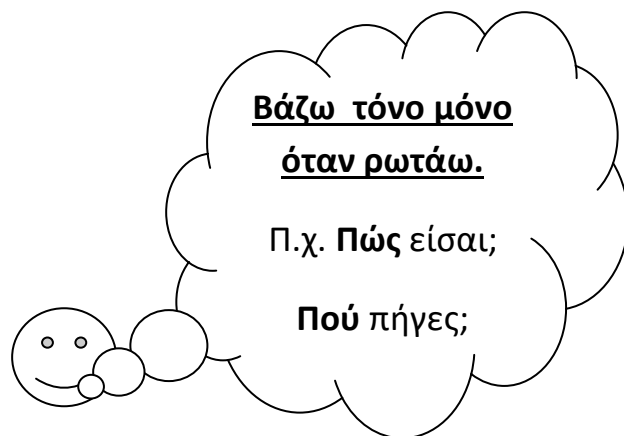 Βάζω τόνο μόνο
όταν ρωτάω.
Π.χ. Πώς είσαι;
Πού πήγες;